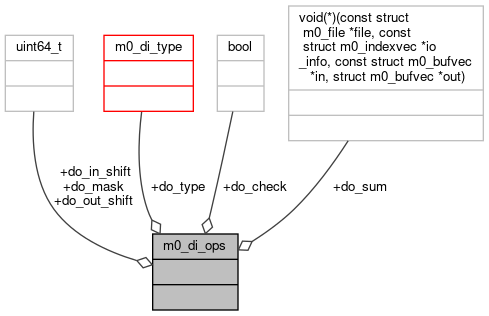 uint64_t
m0_di_type
bool
void(*)(const struct
m0_file *file, const
struct m0_indexvec *io
_info, const struct m0_bufvec
*in, struct m0_bufvec *out)
+do_in_shift
+do_mask
+do_out_shift
+do_type
+do_check
+do_sum
m0_di_ops